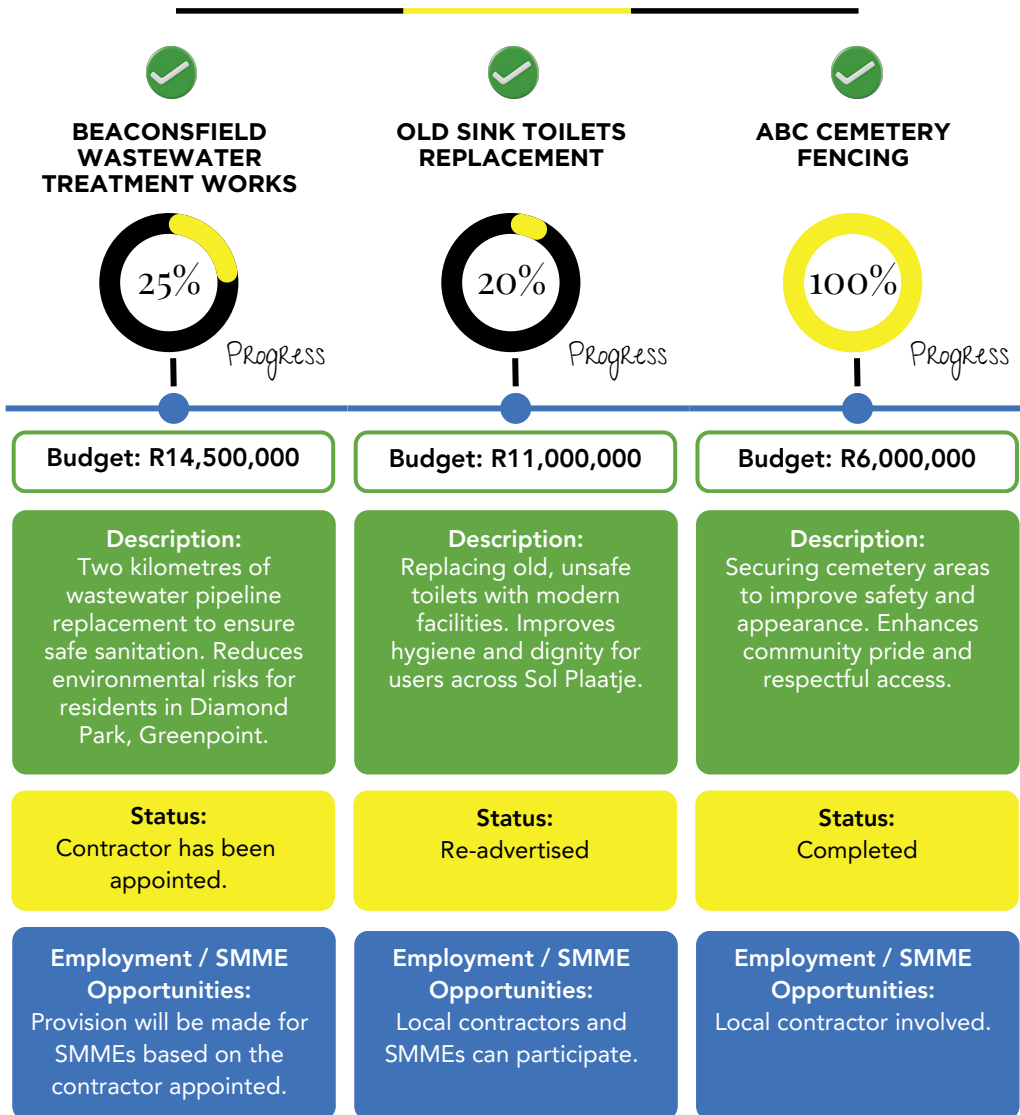 BEACONSFIELD
WASTEWATER
TREATMENT WORKS
25%
Progress
Budget: R14,500,000
Description:
Two kilometres of
wastewater pipeline
replacement to ensure
safe sanitation. Reduces
environmental risks for
residents in Diamond
Park, Greenpoint.
Status:
Contractor has been
appointed.
Employment / SMME
Opportunities:
Provision will be made for
SMMEs based on the
contractor appointed.
OLD SINK TOILETS
REPLACEMENT
20%
Progress
Budget: R11,000,000
Description:
Replacing old, unsafe
toilets with modern
facilities. Improves
hygiene and dignity for
users across Sol Plaatje.
Status:
Re-advertised
Employment / SMME
Opportunities:
Local contractors and
SMMEs can participate.
ABC CEMETERY
FENCING
100%
Progress
Budget: R6,000,000
Description:
Securing cemetery areas
to improve safety and
appearance. Enhances
community pride and
respectful access.
Status:
Completed
Employment / SMME
Opportunities:
Local contractor involved.